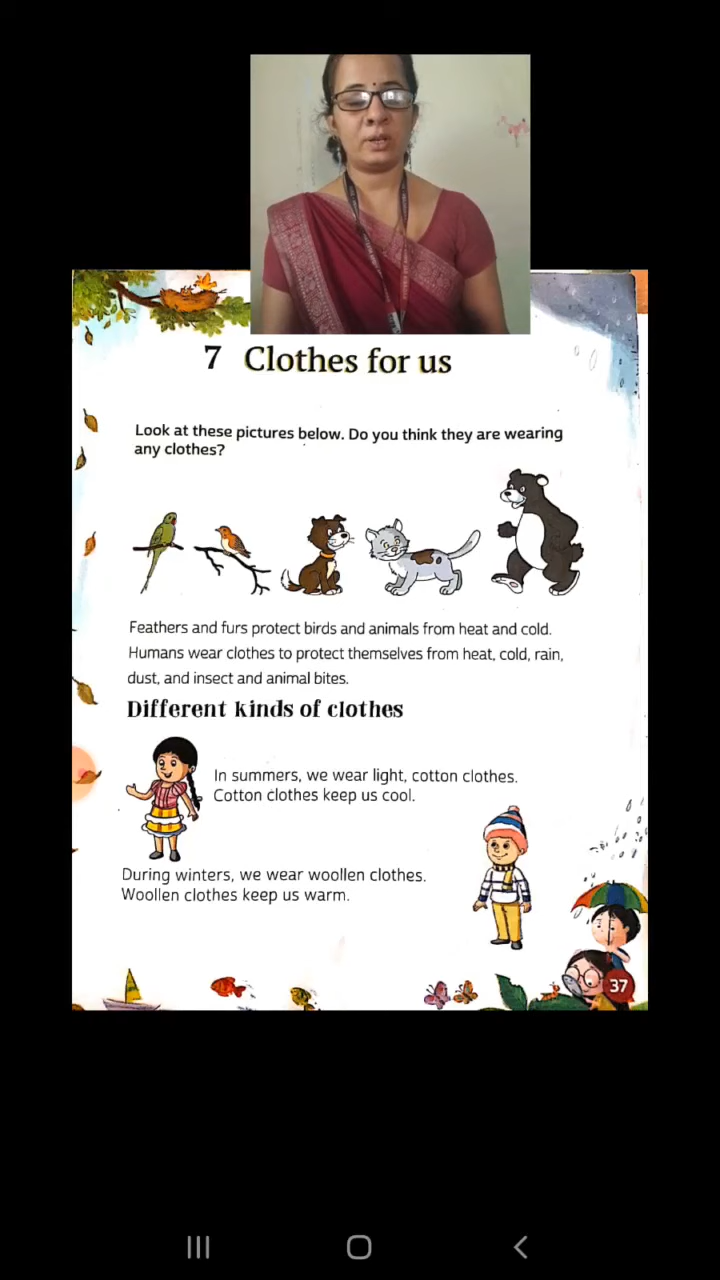 7 Clothes for us
Look at these pictures below. Do you think they are wearing
any clothes?
Feathers and furs protect birds and animals from heat and cold.
Humans wear clothes to protect themselves from heat, cold, rain,
dust, and insect and animal bites.
Different kinds of clothes
In summers, we wear light, cotton clothes.
Cotton clothes keep us cool.
During winters, we wear woollen clothes.
Woollen clothes keep us warm.
37